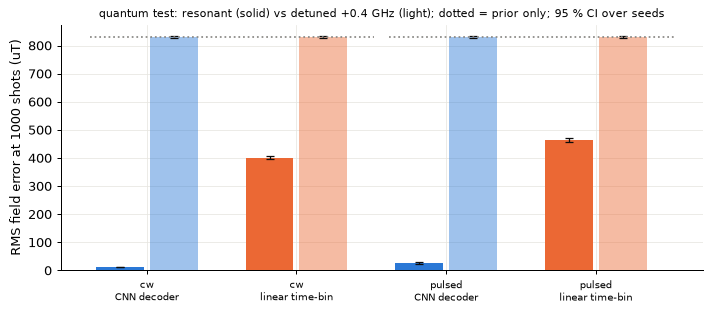 quantum test: resonant (solid) vs detuned +0.4 GHz (light); dotted = prior only; 95 % CI over seeds
RMS field error at 1000 shots (uT)
800
700
600
500
400
300
200
100
0
cw
CNN decoder
cw
linear time-bin
pulsed
CNN decoder
pulsed
linear time-bin